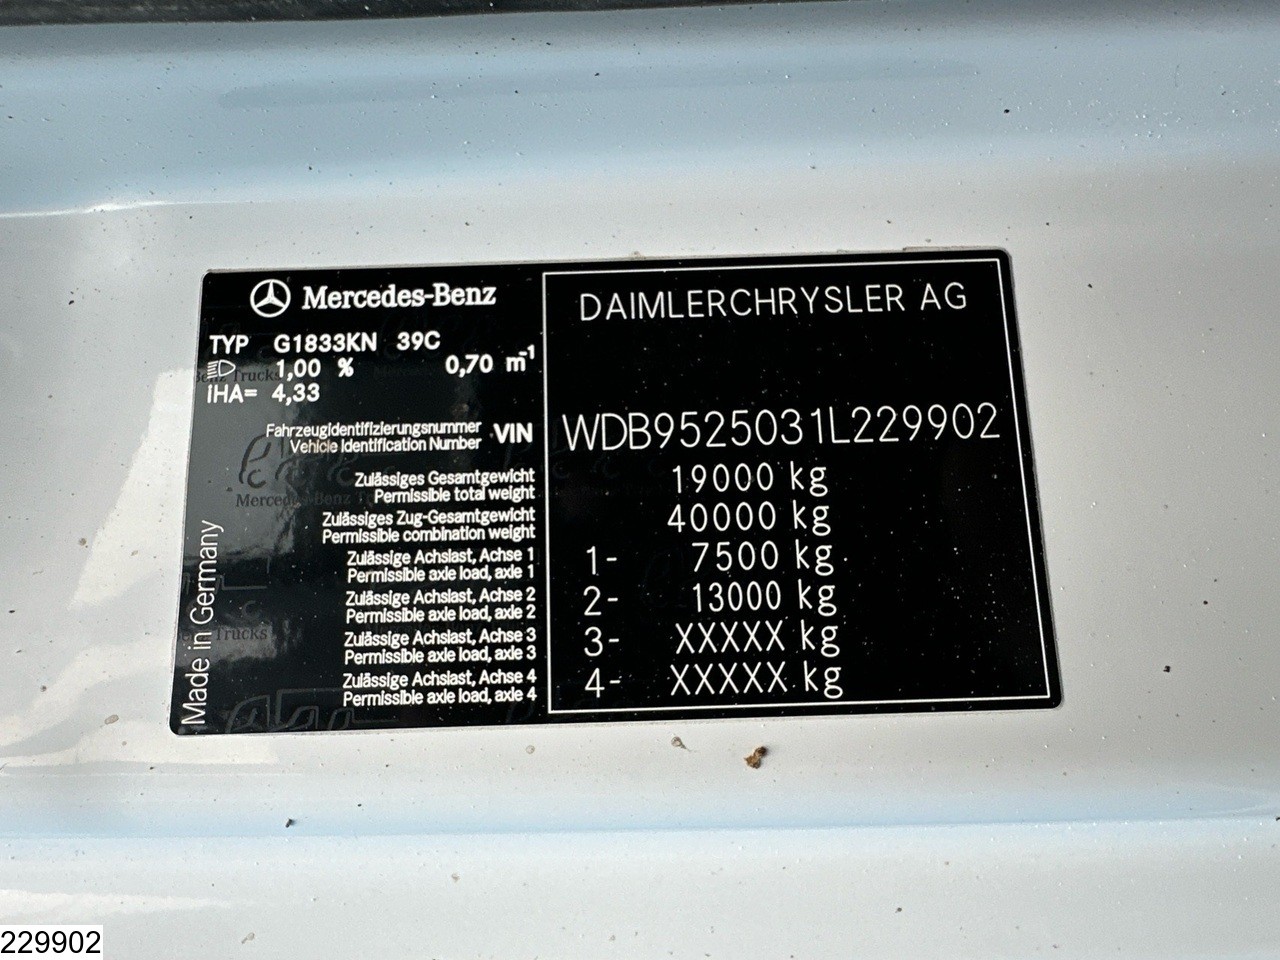 Mercedes-Benz
TYP G1833KN 39C
1,00 % 0,70 m-1
iHA= 4,33
Fahrzeugidentifizierungsnummer
Vehicle Identification Number
VIN
Zulässiges Gesamtgewicht
Permissible total weight
Zulässiges Zug-Gesamtgewicht
Permissible combination weight
Zulässige Achslast, Achse 1
Permissible axle load, axle 1
Zulässige Achslast, Achse 2
Permissible axle load, axle 2
Zulässige Achslast, Achse 3
Permissible axle load, axle 3
Zulässige Achslast, Achse 4
Permissible axle load, axle 4
Made in Germany
DAIMLERCHRYSLER AG
WDB9525031L229902
19000 kg
40000 kg
1- 7500 kg
2- 13000 kg
3- XXXXX kg
4- XXXXX kg
229902